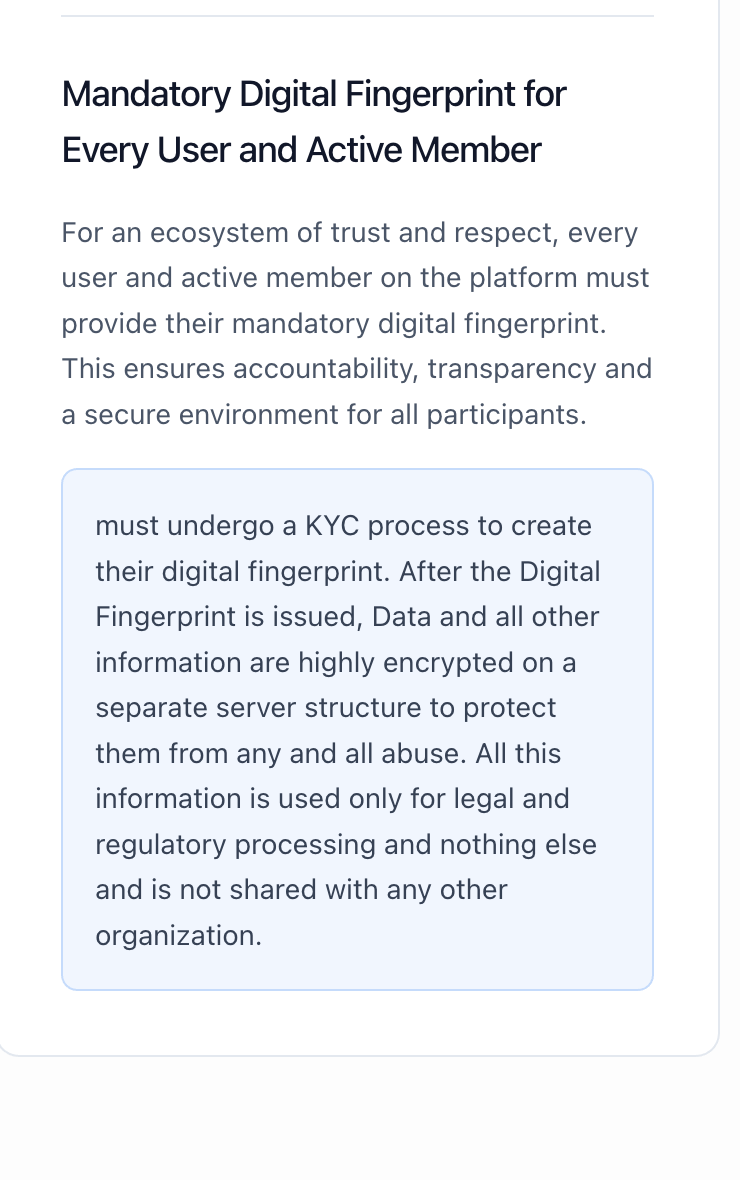 Mandatory Digital Fingerprint for
Every User and Active Member
For an ecosystem of trust and respect, every
user and active member on the platform must
provide their mandatory digital fingerprint.
This ensures accountability, transparency and
a secure environment for all participants.
must undergo a KYC process to create
their digital fingerprint. After the Digital
Fingerprint is issued, Data and all other
information are highly encrypted on a
separate server structure to protect
them from any and all abuse. All this
information is used only for legal and
regulatory processing and nothing else
and is not shared with any other
organization.